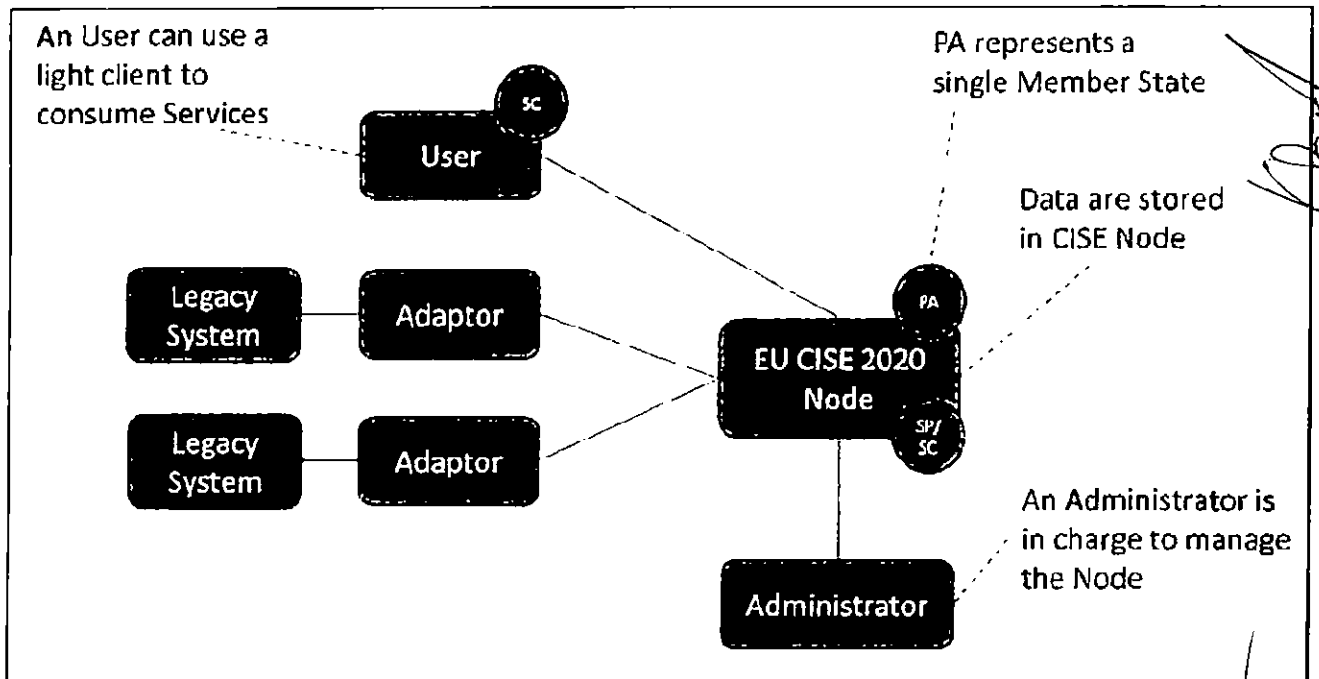 An User can use a
light client to
consume Services
PA represents a
single Member State
SC
User
Data are stored
in CISE Node
Legacy
System
Adaptor
PA
EU CISE 2020
Node
SP/
SC
Legacy
System
Adaptor
An Administrator is
in charge to manage
the Node
Administrator